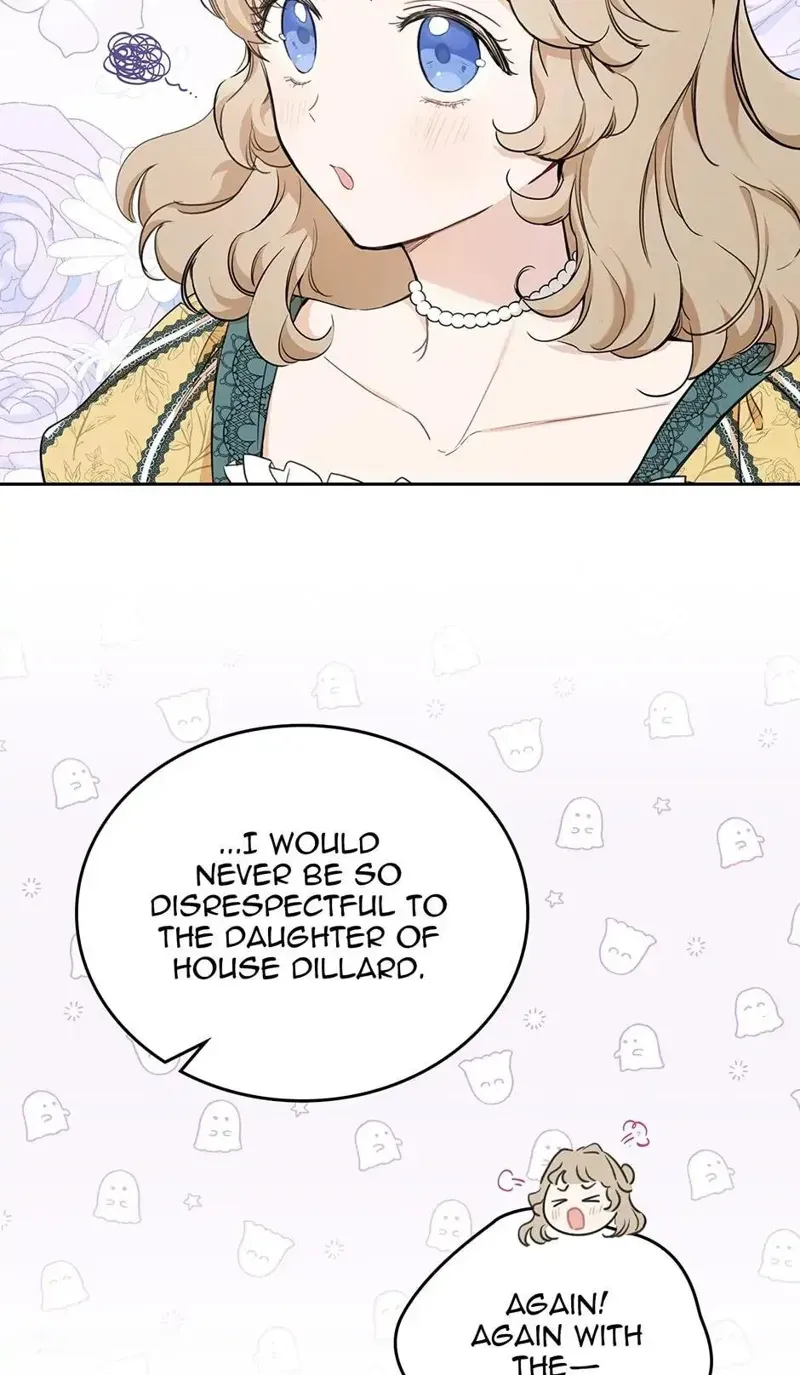 ...I WOULD
NEVER BE SO
DISRESPECTFUL TO
THE DAUGHTER OF
HOUSE DILLARD.
AGAIN!
AGAIN WITH
THE—